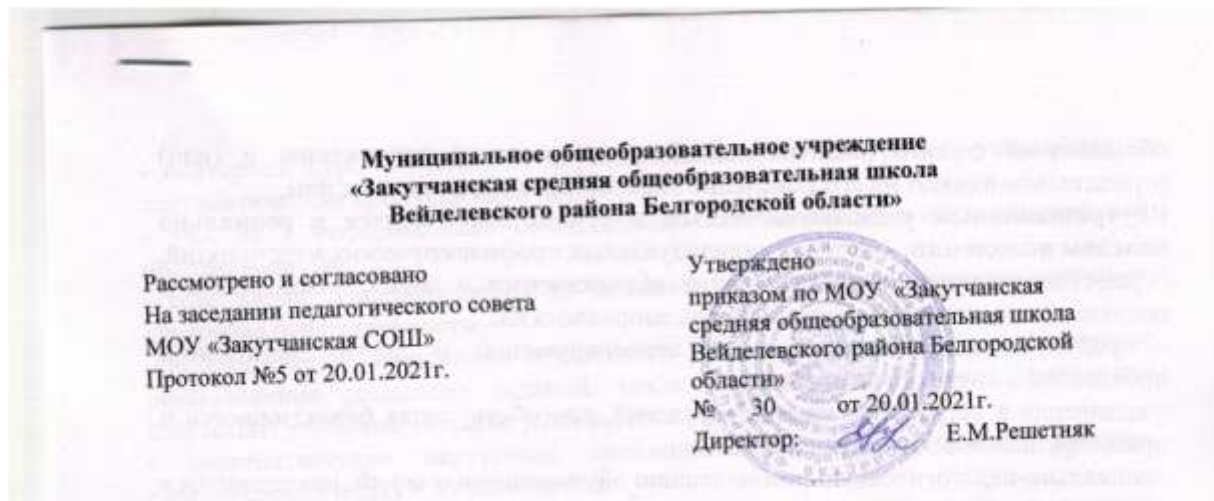 Муниципальное общеобразовательное учреждение
«Закутчанская средняя общеобразовательная школа
Вейделевского района Белгородской области»
Рассмотрено и согласовано
На заседании педагогического совета
МОУ «Закутчанская СОШ»
Протокол №5 от 20.01.2021г.
Утверждено
приказом по МОУ «Закутчанская
средняя общеобразовательная школа
Вейделевского района Белгородской
области»
№ 30 от 20.01.2021г.
Директор: Е.М.Решетняк